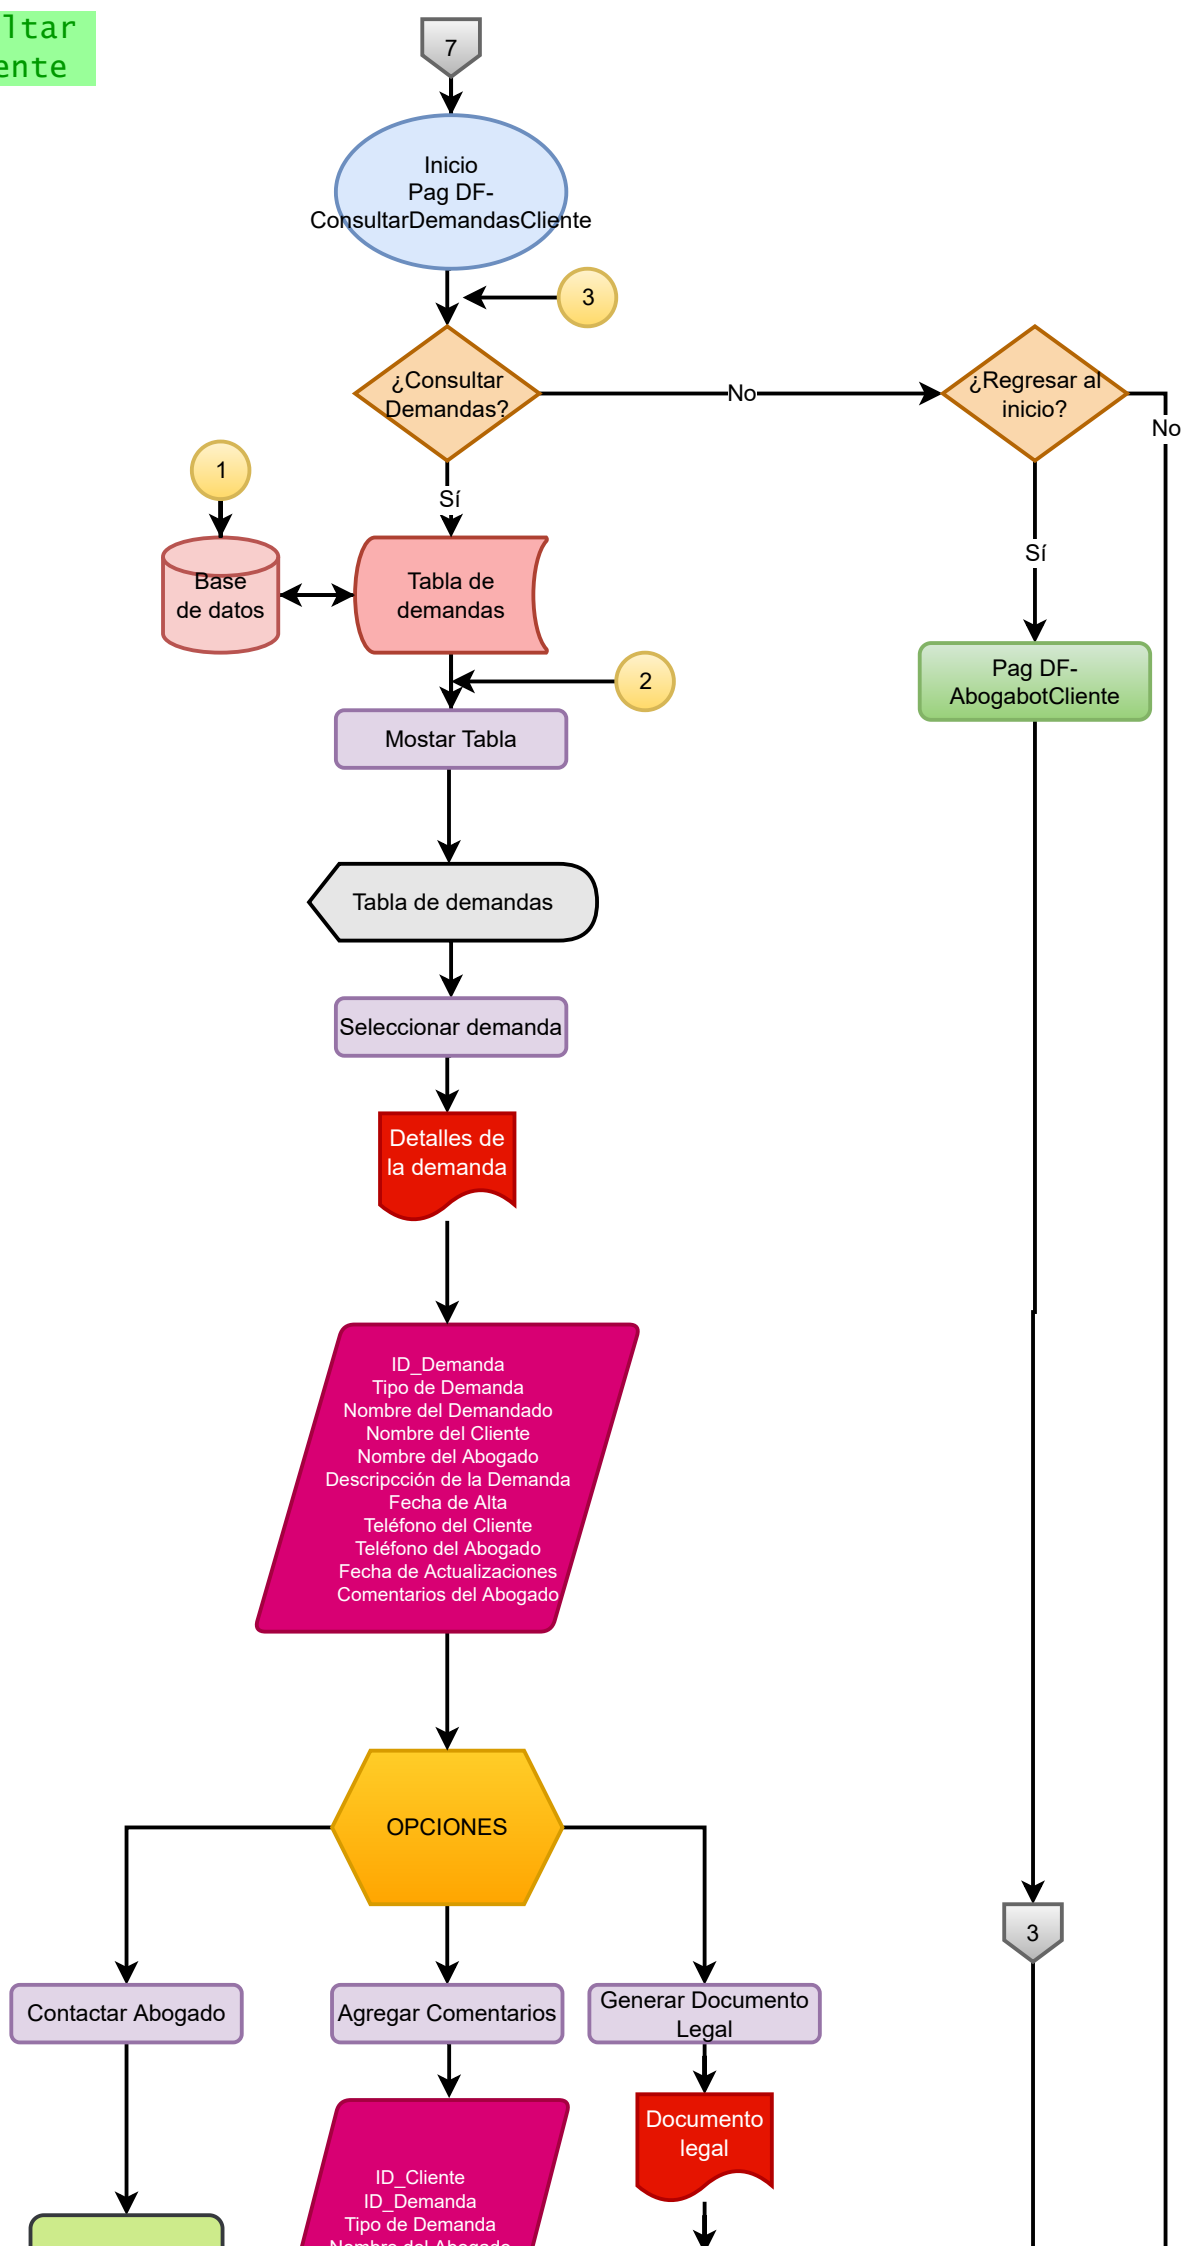 7
Inicio
Pag DF-
ConsultarDemandasCliente
3
¿Consultar
Demandas?
No
¿Regresar al
inicio?
No
1
Sí
Sí
Base
de datos
Tabla de
demandas
2
Pag DF-
AbogabotCliente
Mostar Tabla
Tabla de demandas
Seleccionar demanda
Detalles de
la demanda
ID_Demanda
Tipo de Demanda
Nombre del Demandado
Nombre del Cliente
Nombre del Abogado
Descripcción de la Demanda
Fecha de Alta
Teléfono del Cliente
Teléfono del Abogado
Fecha de Actualizaciones
Comentarios del Abogado
OPCIONES
3
Contactar Abogado
Agregar Comentarios
Generar Documento
Legal
Documento
legal
ID_Cliente
ID_Demanda
Tipo de Demanda
Nombre del Abogado